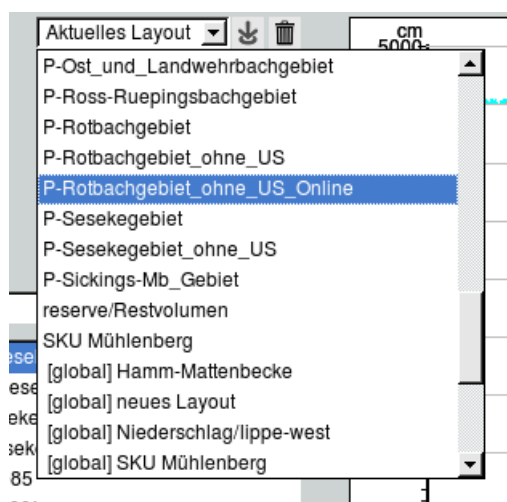 Aktuelles Layout
cm
5000
P-Ost_und_Landwehrbachgebiet
P-Ross-Ruepingsbachgebiet
P-Rotbachgebiet
P-Rotbachgebiet_ohne_US
P-Rotbachgebiet_ohne_US_Online
P-Sesekegebiet
P-Sesekegebiet_ohne_US
P-Sickings-Mb_Gebiet
reserve/Restvolumen
SKU Mühlenberg
[global] Hamm-Mattenbecke
[global] neues Layout
[global] Niederschlag/lippe-west
[global] SKU Mühlenberg
85